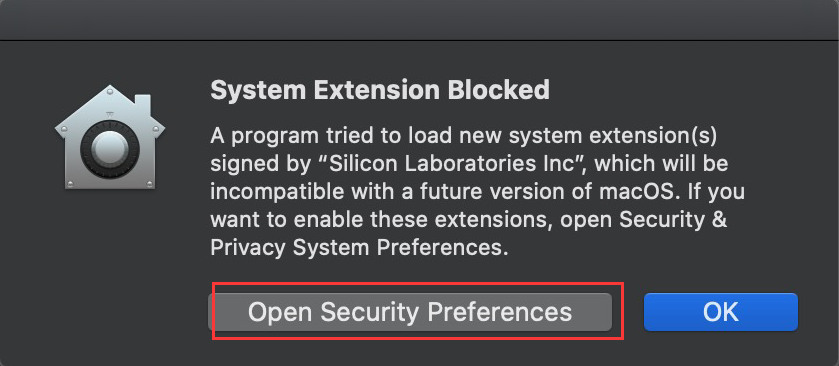 System Extension Blocked
A program tried to load new system extension(s)
signed by “Silicon Laboratories Inc”, which will be
incompatible with a future version of macOS. If you
want to enable these extensions, open Security &
Privacy System Preferences.
Open Security Preferences
OK